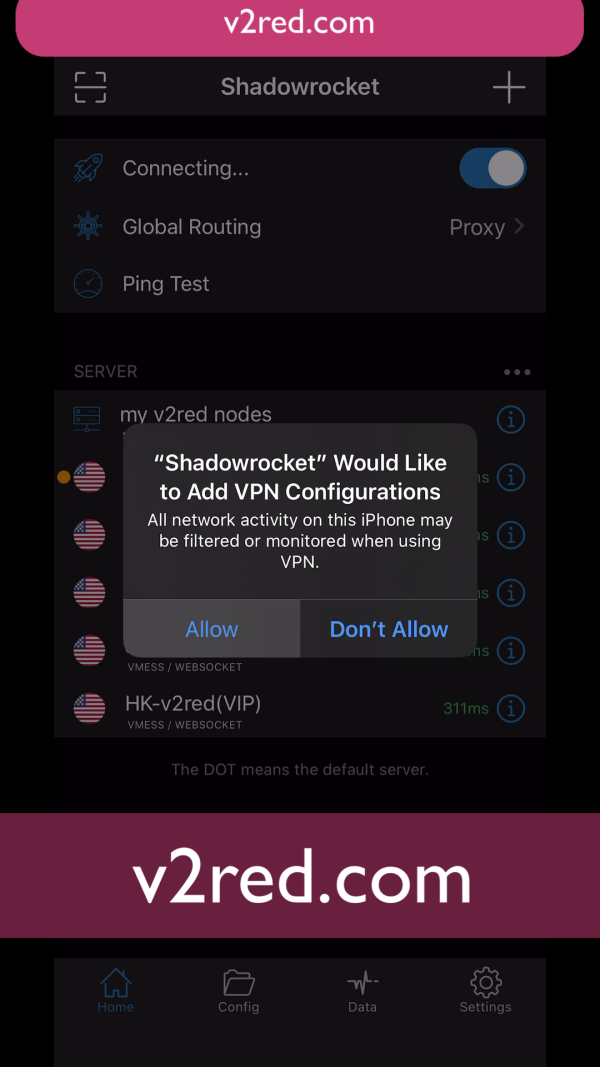 v2red.com
Shadowrocket
Connecting...
Global Routing
Proxy
Ping Test
SERVER
my v2red nodes
“Shadowrocket” Would Like
to Add VPN Configurations
All network activity on this iPhone may
be filtered or monitored when using
VPN.
Allow
Don’t Allow
VMESS / WEBSOCKET
HK-v2red(VIP)
311ms
VMESS / WEBSOCKET
The DOT means the default server.
v2red.com
Home
Config
Data
Settings